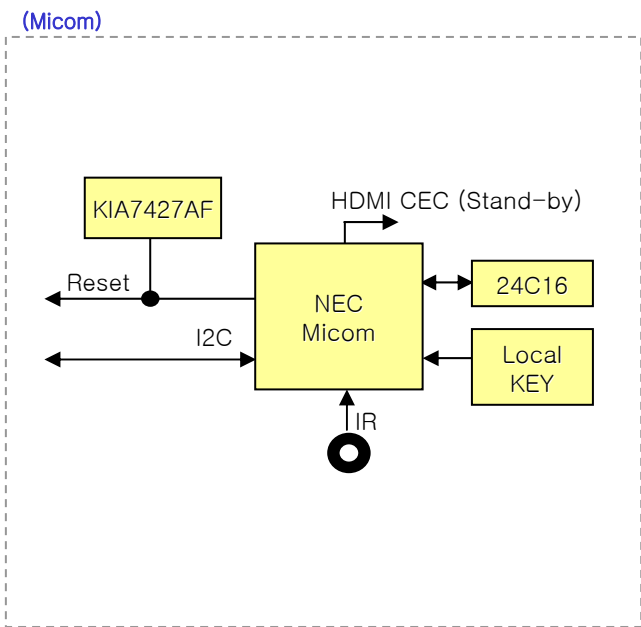 (Micom)
KIA7427AF
HDMI CEC (Stand-by)
Reset
24C16
NEC
Micom
I2C
Local
KEY
IR